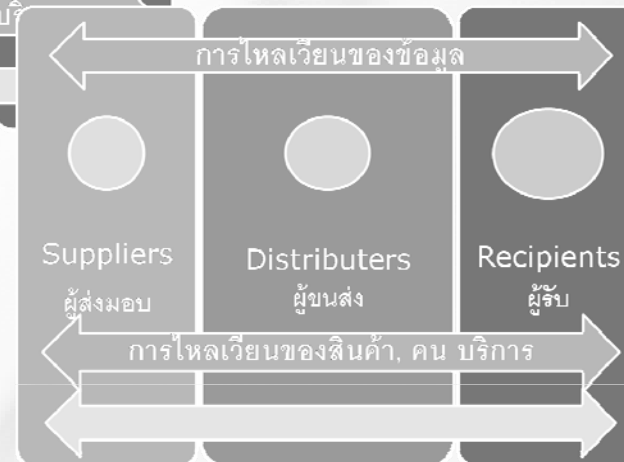 บริ
การไหลเวียนของข้อมูล
Suppliers
ผู้ส่งมอบ
Distributers
ผู้ขนส่ง
Recipients
ผู้รับ
การไหลเวียนของสินค้า, คน บริการ